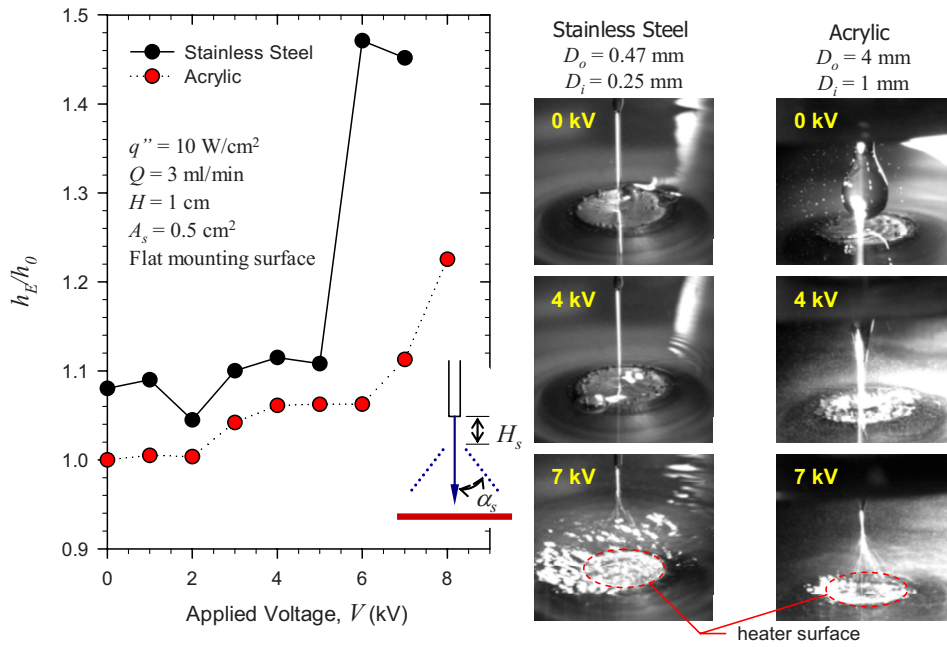 1.5
1.4
1.3
1.2
1.1
1.0
0.9
h_E/h_0
Stainless Steel
Acrylic
q” = 10 W/cm²
Q = 3 ml/min
H = 1 cm
A_s = 0.5 cm²
Flat mounting surface
H_s
α_s
0 2 4 6 8
Applied Voltage, V (kV)
Stainless Steel
D_o = 0.47 mm
D_i = 0.25 mm
0 kV
4 kV
7 kV
Acrylic
D_o = 4 mm
D_i = 1 mm
0 kV
4 kV
7 kV
heater surface